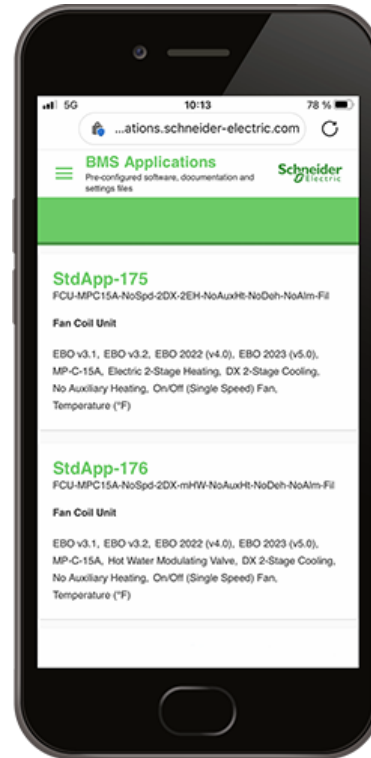 5G 10:13 78 %
...ations.schneider-electric.com
BMS Applications
Pre-configured software, documentation and
settings files
Schneider
Electric
StdApp-175
FCU-MPC15A-NoSpd-2DX-2EH-NoAuxHt-NoDeh-NoAlm-Fil
Fan Coil Unit
EBO v3.1, EBO v3.2, EBO 2022 (v4.0), EBO 2023 (v5.0),
MP-C-15A, Electric 2-Stage Heating, DX 2-Stage Cooling,
No Auxiliary Heating, On/Off (Single Speed) Fan,
Temperature (°F)
StdApp-176
FCU-MPC15A-NoSpd-2DX-mHW-NoAuxHt-NoDeh-NoAlm-Fil
Fan Coil Unit
EBO v3.1, EBO v3.2, EBO 2022 (v4.0), EBO 2023 (v5.0),
MP-C-15A, Hot Water Modulating Valve, DX 2-Stage Cooling,
No Auxiliary Heating, On/Off (Single Speed) Fan,
Temperature (°F)